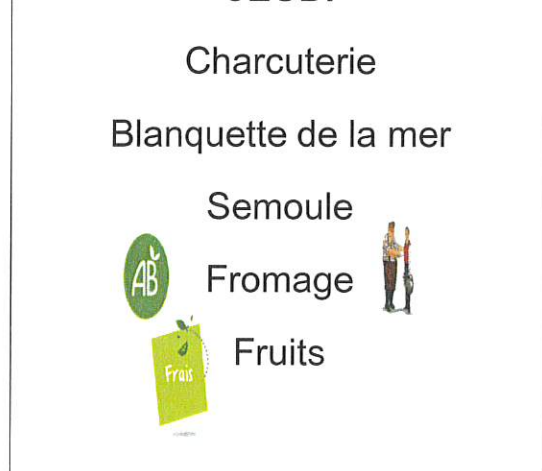 Charcuterie
Blanquette de la mer
Semoule
AB
Fromage
Fruits
Frais